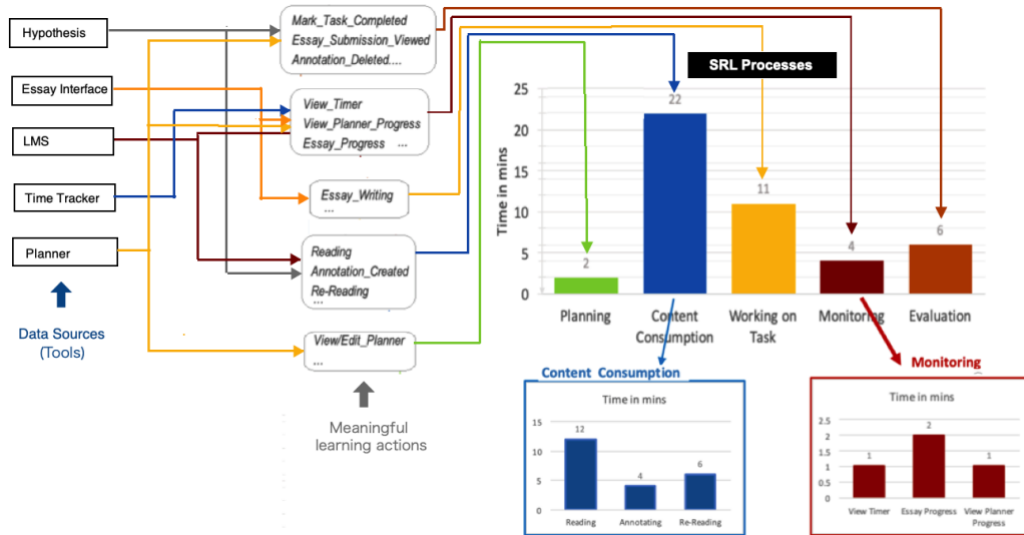 Hypothesis
Essay Interface
LMS
Time Tracker
Planner
Data Sources
(Tools)
Mark_Task_Completed
Essay_Submission_Viewed
Annotation_Deleted....
View_Timer
View_Planner_Progress
Essay_Progress ...
Essay_Writing
...
Reading
Annotation_Created
Re-Reading
...
View/Edit_Planner
...
Meaningful
learning actions
SRL Processes
Time in mins
25
20
15
10
5
0
2
22
11
4
6
Planning
Content
Consumption
Working on
Task
Monitoring
Evaluation
Content Consumption
Time in mins
15
10
5
0
12
4
6
Reading
Annotating
Re-Reading
Monitoring
Time in mins
2.5
2
1.5
1
0.5
0
1
2
1
View Timer
Essay Progress
View Planner
Progress